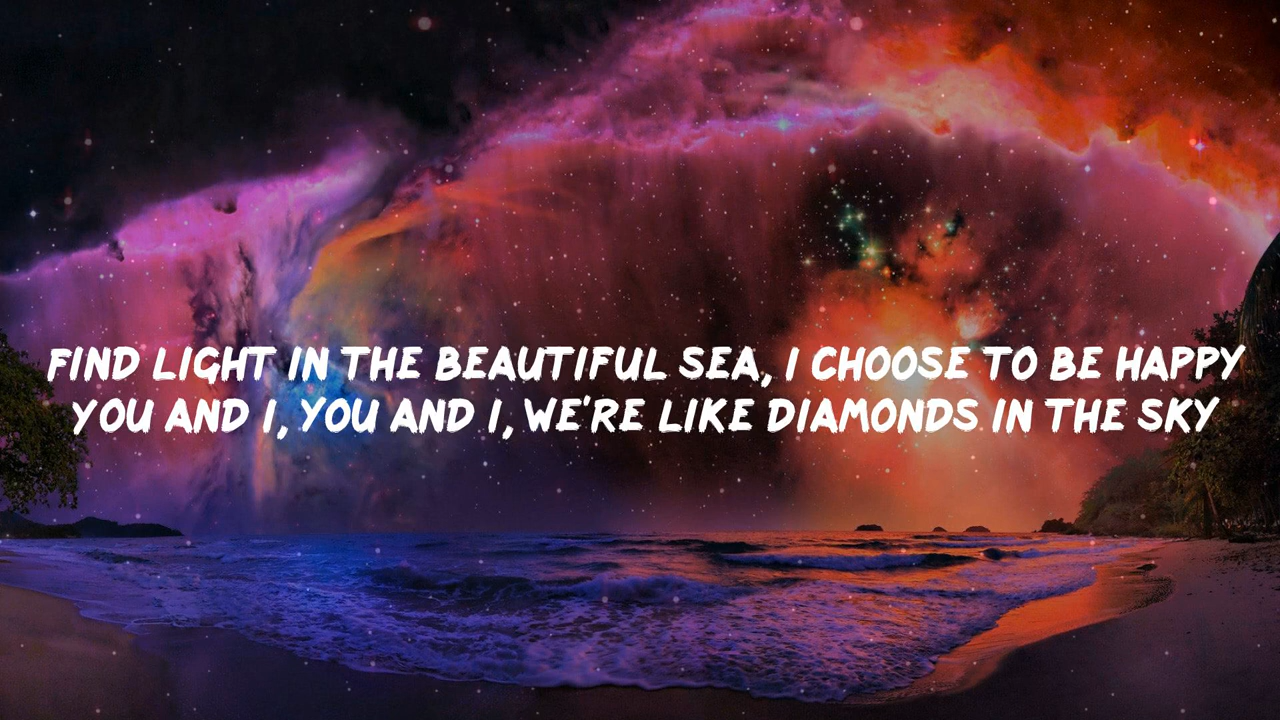 FIND LIGHT IN THE BEAUTIFUL SEA, I CHOOSE TO BE HAPPY
YOU AND I, YOU AND I, WE'RE LIKE DIAMONDS IN THE SKY